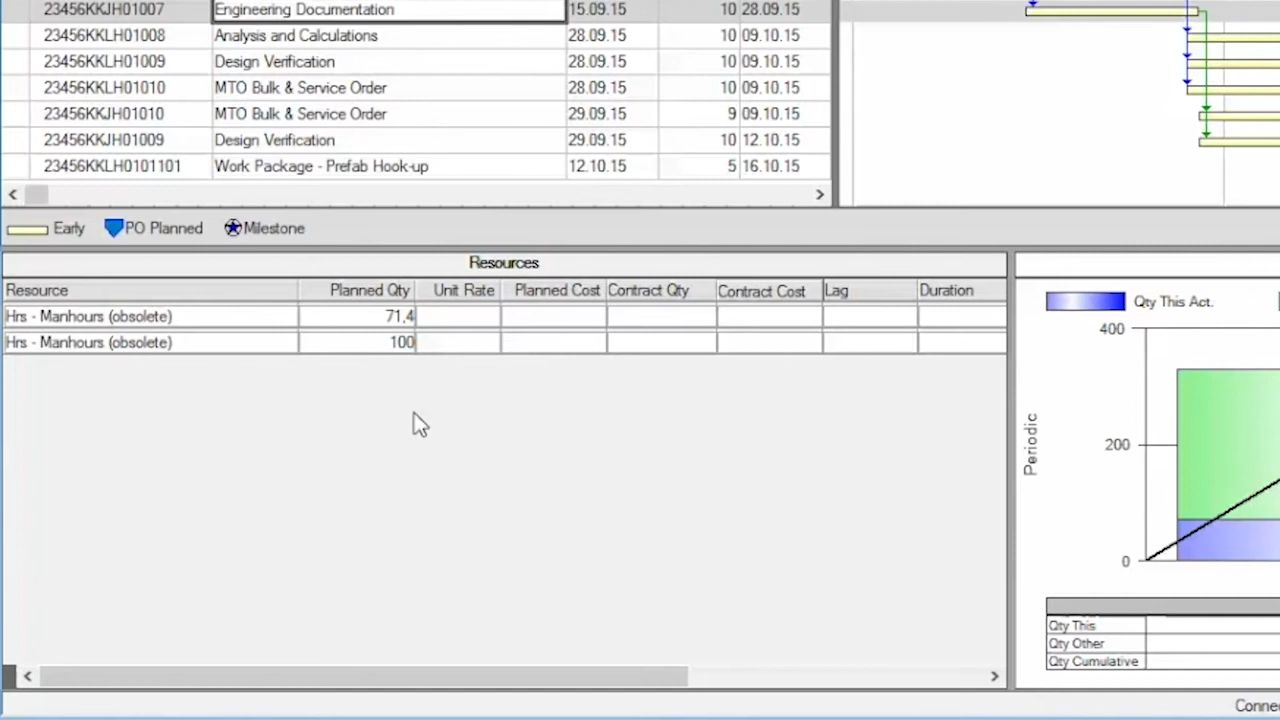 23456KKJH01007 Engineering Documentation 15.09.15 10 28.09.15
23456KKLH01008 Analysis and Calculations 28.09.15 10 09.10.15
23456KKLH01009 Design Verification 28.09.15 10 09.10.15
23456KKLH01010 MTO Bulk & Service Order 28.09.15 10 09.10.15
23456KKJH01010 MTO Bulk & Service Order 29.09.15 9 09.10.15
23456KKJH01009 Design Verification 29.09.15 10 12.10.15
23456KKLH0101101 Work Package - Prefab Hook-up 12.10.15 5 16.10.15
Early PO Planned Milestone
Resources
Resource Planned Qty Unit Rate Planned Cost Contract Qty Contract Cost Lag Duration
Hrs - Manhours (obsolete) 71,4
Hrs - Manhours (obsolete) 100
Qty This Act.
400
Periodic
200
0
Qty This
Qty Other
Qty Cumulative